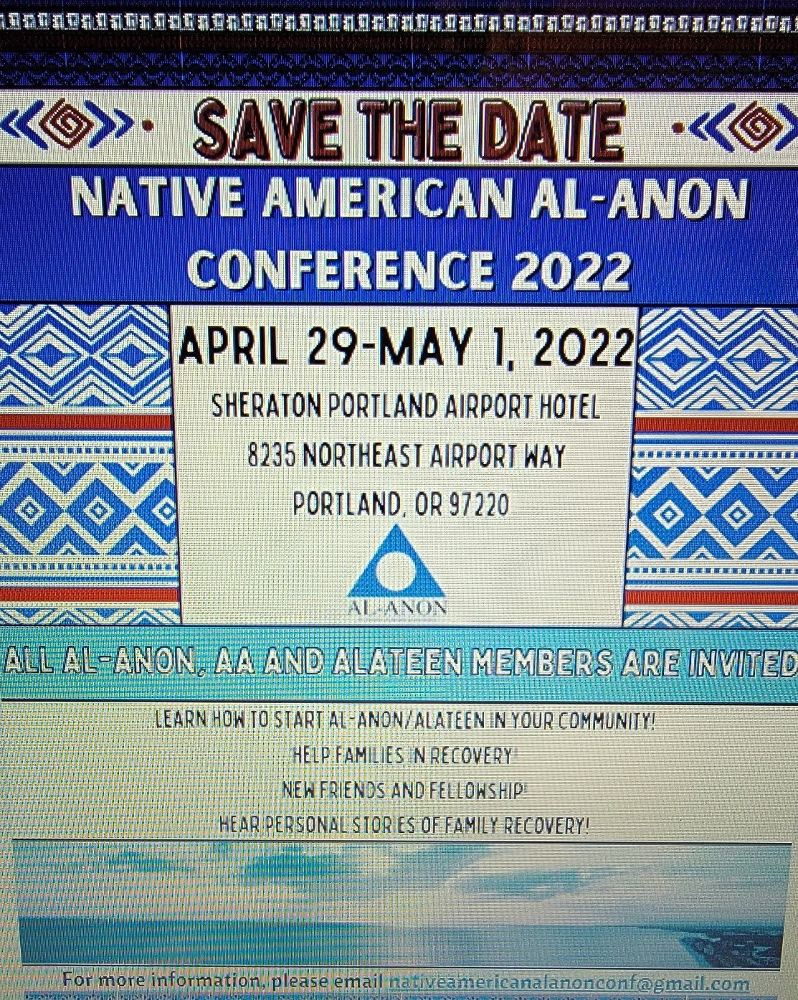 SAVE THE DATE
NATIVE AMERICAN AL-ANON
CONFERENCE 2022
APRIL 29-MAY 1, 2022
SHERATON PORTLAND AIRPORT HOTEL
8235 NORTHEAST AIRPORT WAY
PORTLAND, OR 97220
AL-ANON
ALL AL-ANON, AA AND ALATEEN MEMBERS ARE INVITED
LEARN HOW TO START AL-ANON/ALATEEN IN YOUR COMMUNITY!
HELP FAMILIES IN RECOVERY!
NEW FRIENDS AND FELLOWSHIP!
HEAR PERSONAL STORIES OF FAMILY RECOVERY!
For more information, please email nativeamericanalanonconf@gmail.com